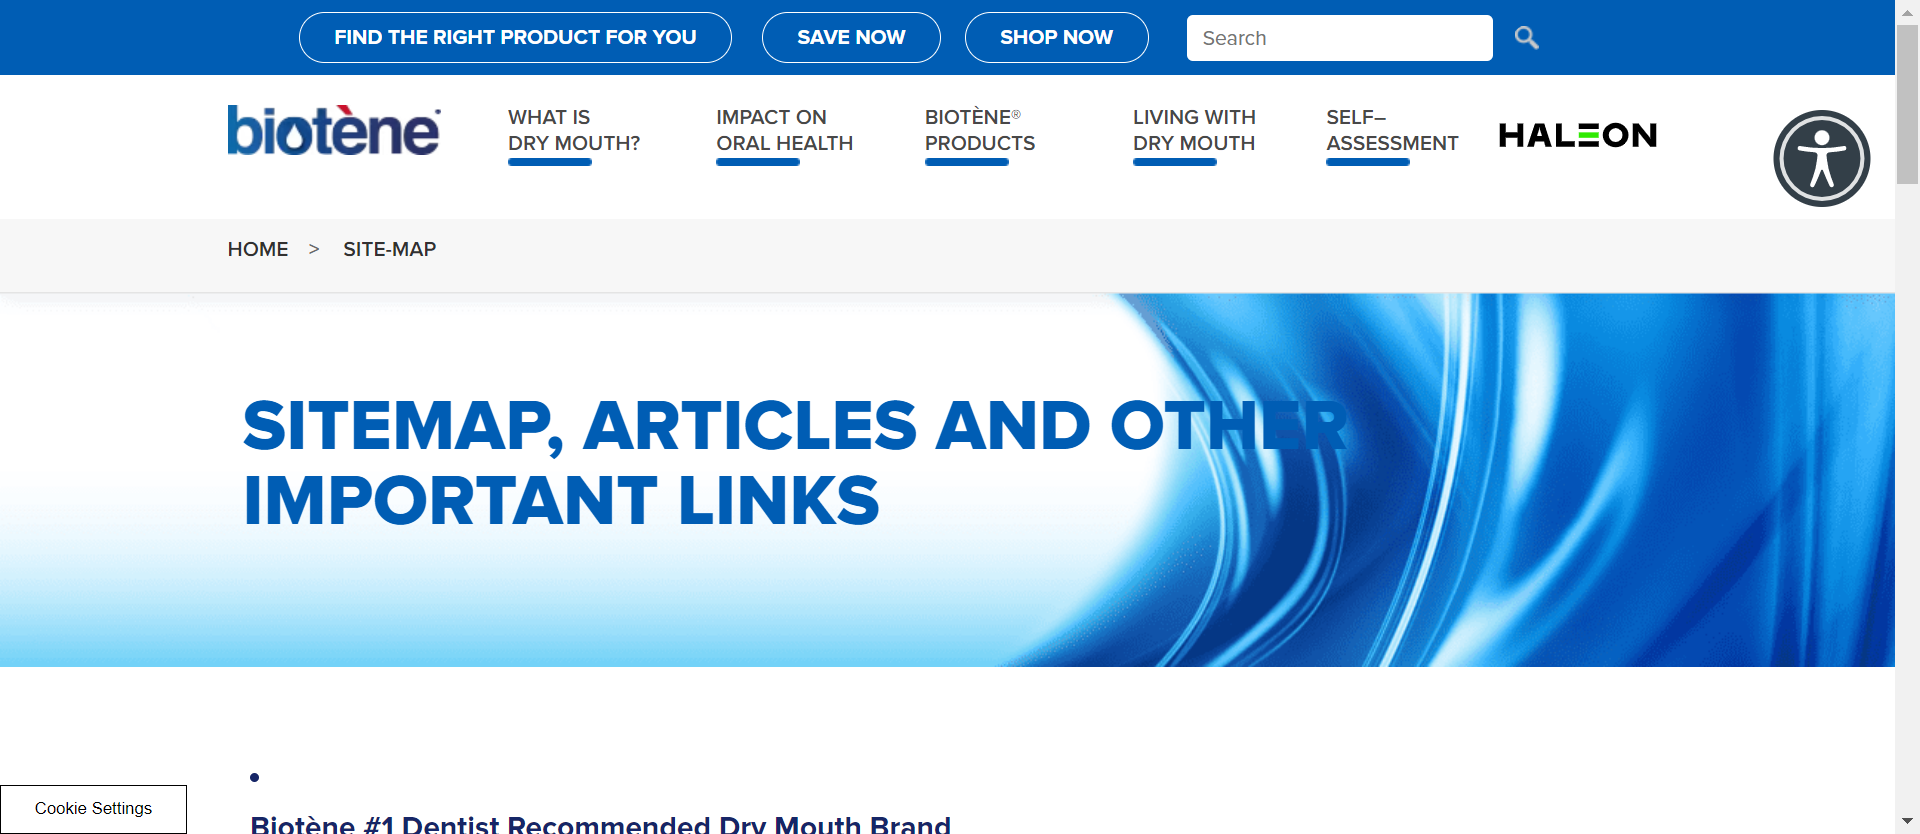 FIND THE RIGHT PRODUCT FOR YOU
SAVE NOW
SHOP NOW
Search
biotène®
WHAT IS
DRY MOUTH?
IMPACT ON
ORAL HEALTH
BIOTÈNE®
PRODUCTS
LIVING WITH
DRY MOUTH
SELF–
ASSESSMENT
HALEON
HOME > SITE-MAP
SITEMAP, ARTICLES AND OTHER
IMPORTANT LINKS
Biotène #1 Dentist Recommended Dry Mouth Brand
Cookie Settings